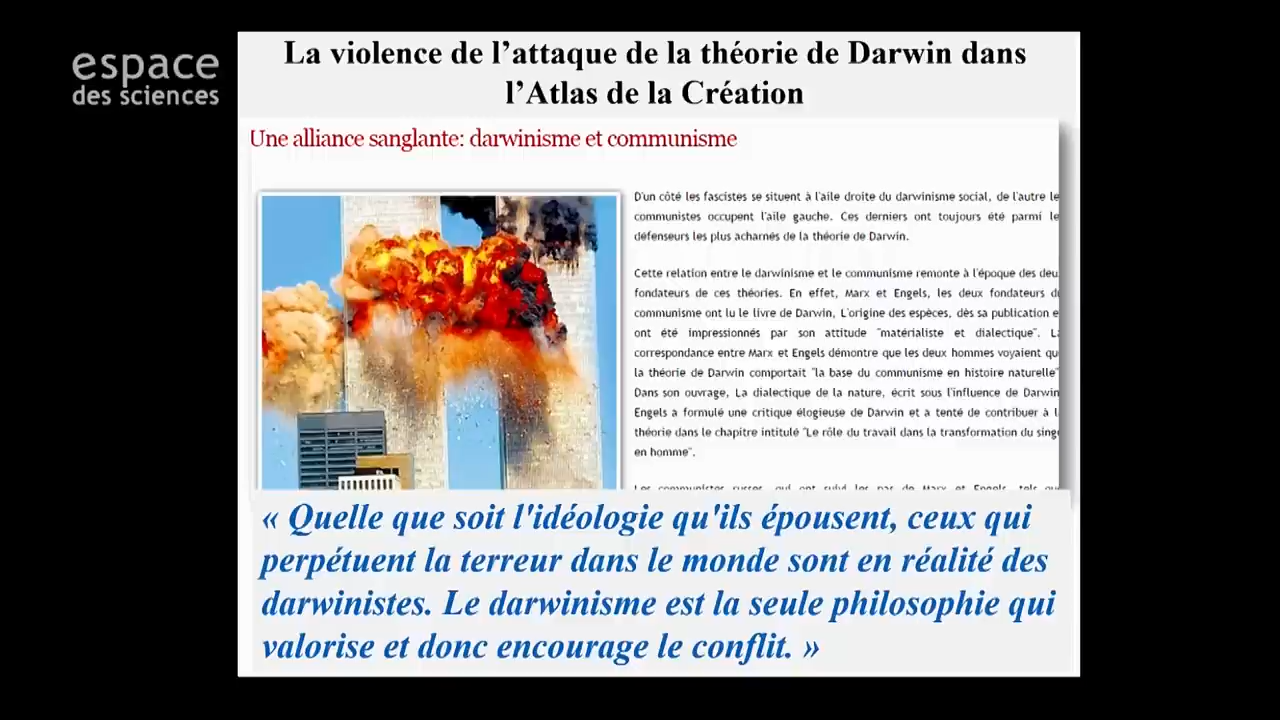 espace
des sciences
La violence de l’attaque de la théorie de Darwin dans
l’Atlas de la Création
Une alliance sanglante: darwinisme et communisme
D'un côté les fascistes se situent à l'aile droite du darwinisme social, de l'autre le
communistes occupent l'aile gauche. Ces derniers ont toujours été parmi le
défenseurs les plus acharnés de la théorie de Darwin.
Cette relation entre le darwinisme et le communisme remonte à l'époque des deu
fondateurs de ces théories. En effet, Marx et Engels, les deux fondateurs d
communisme ont lu le livre de Darwin, L'origine des espèces, dès sa publication e
ont été impressionnés par son attitude "matérialiste et dialectique". L
correspondance entre Marx et Engels démontre que les deux hommes voyaient qu
la théorie de Darwin comportait "la base du communisme en histoire naturelle"
Dans son ouvrage, La dialectique de la nature, écrit sous l'influence de Darwin
Engels a formulé une critique élogieuse de Darwin et a tenté de contribuer à l
théorie dans le chapitre intitulé "Le rôle du travail dans la transformation du sing
en homme".
« Quelle que soit l'idéologie qu'ils épousent, ceux qui
perpétuent la terreur dans le monde sont en réalité des
darwinistes. Le darwinisme est la seule philosophie qui
valorise et donc encourage le conflit. »